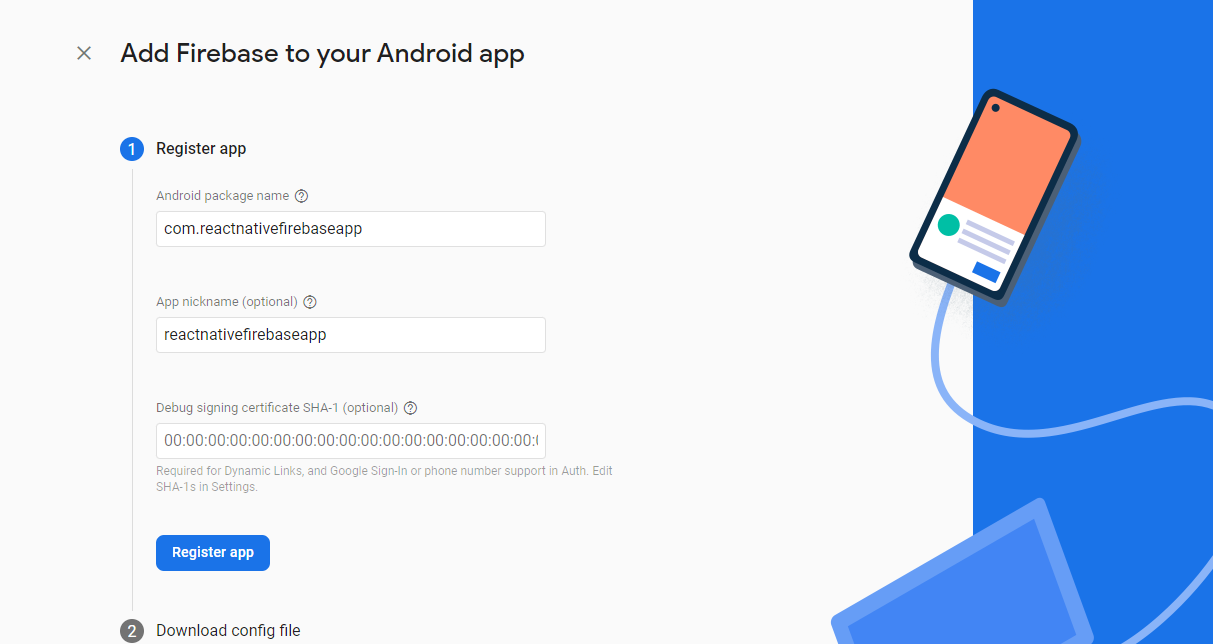 Add Firebase to your Android app
1 Register app
Android package name ?
com.reactnativefirebaseapp
App nickname (optional) ?
reactnativefirebaseapp
Debug signing certificate SHA-1 (optional) ?
00:00:00:00:00:00:00:00:00:00:00:00:00:00:00:00:00:
Required for Dynamic Links, and Google Sign-In or phone number support in Auth. Edit
SHA-1s in Settings.
Register app
2 Download config file